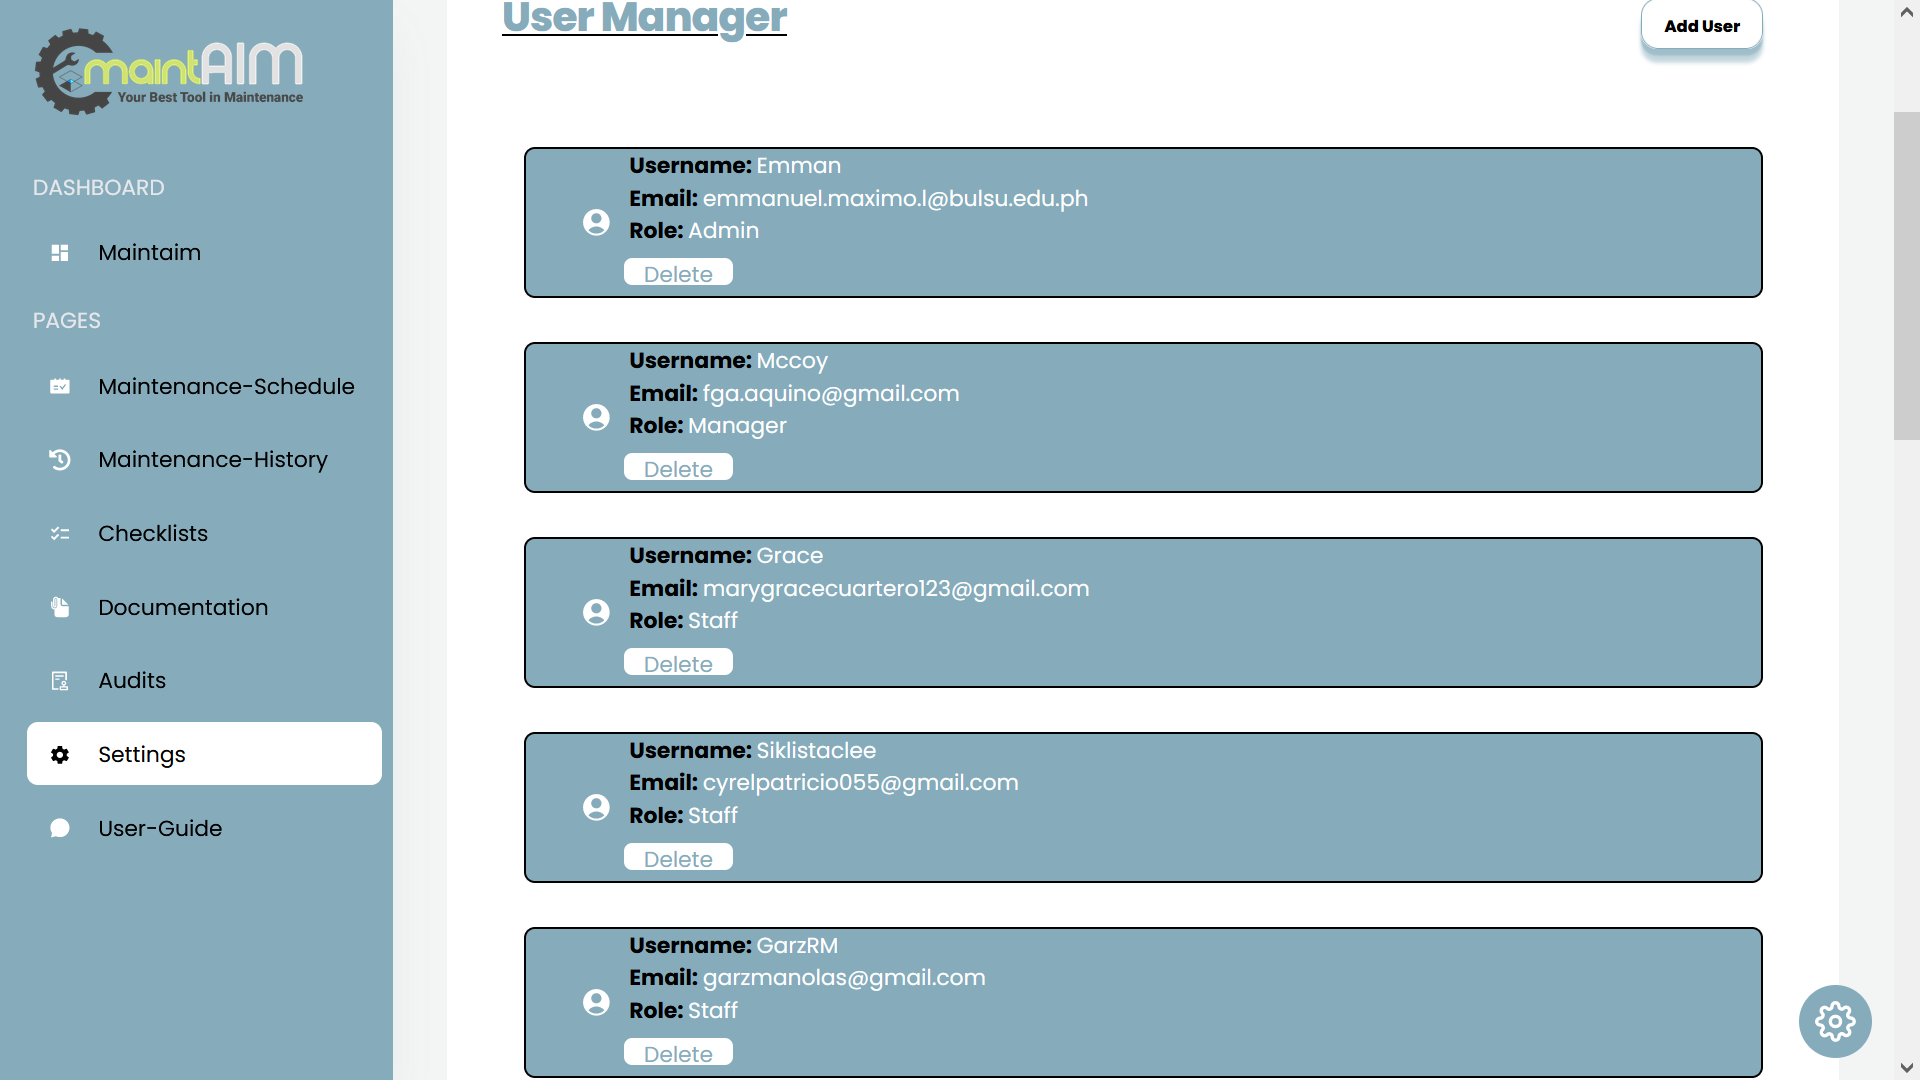 maintAIM
Your Best Tool in Maintenance
DASHBOARD
Maintaim
PAGES
Maintenance-Schedule
Maintenance-History
Checklists
Documentation
Audits
Settings
User-Guide
User Manager
Add User
Username: Emman
Email: emmanuel.maximo.l@bulsu.edu.ph
Role: Admin
Delete
Username: Mccoy
Email: fga.aquino@gmail.com
Role: Manager
Delete
Username: Grace
Email: marygracecuartero123@gmail.com
Role: Staff
Delete
Username: Siklistaclee
Email: cyrelpatricio055@gmail.com
Role: Staff
Delete
Username: GarzRM
Email: garzmanolas@gmail.com
Role: Staff
Delete